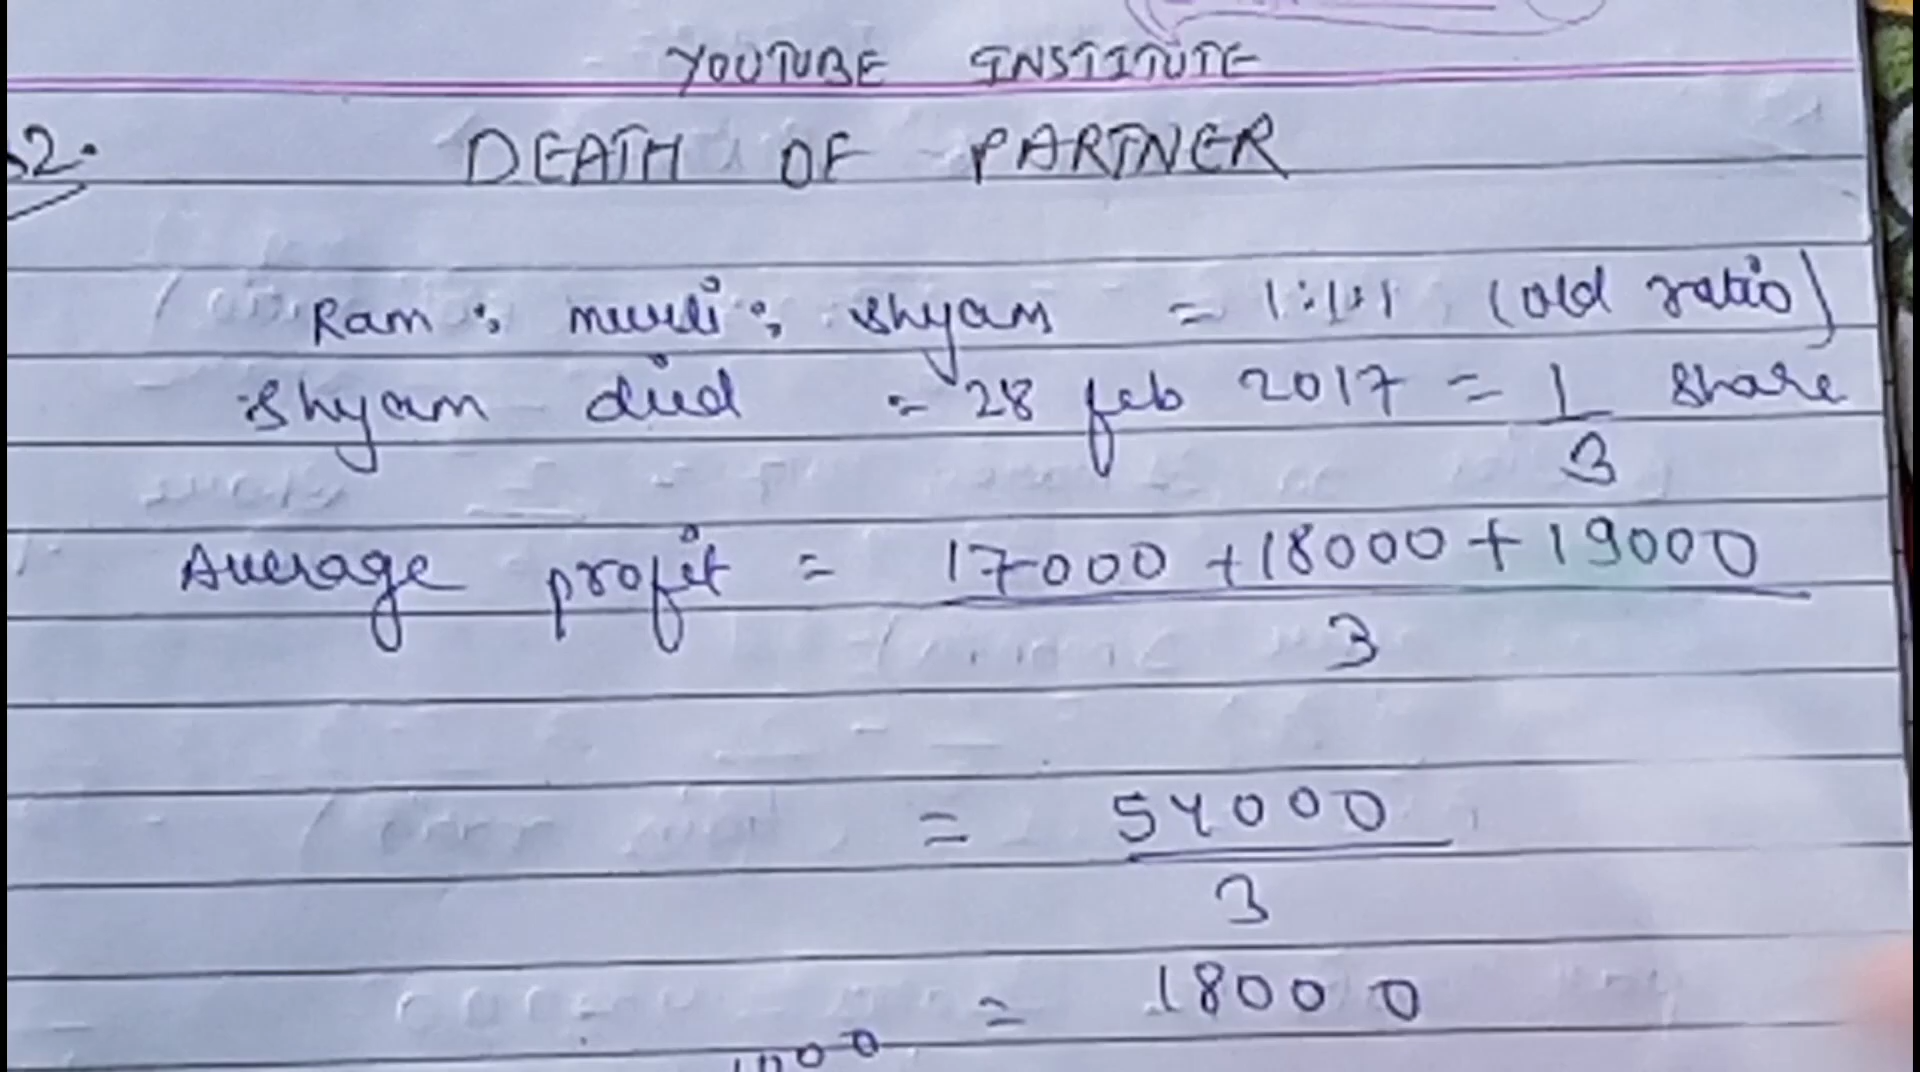 YOUTUBE INSTITUTE
2. DEATH OF PARTNER
Ram : murli : shyam = 1:1:1 (old ratio)
shyam died = 28 feb 2017 = 1 share
3
Average profit = 17000 + 18000 + 19000
3
= 54000
3
= 18000